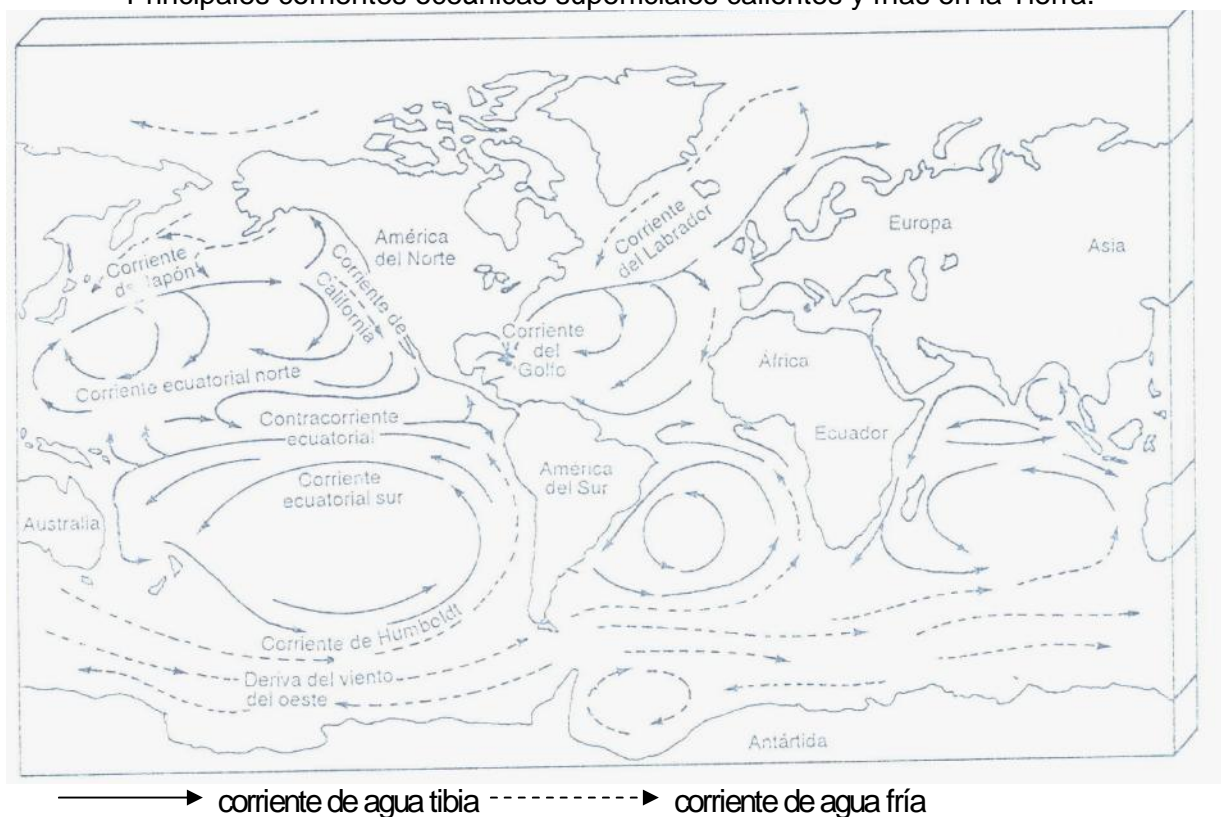 Principales corrientes oceánicas superficiales calientes y frías en la Tierra.
América
del Norte
Corriente
del Labrador
Europa
Asia
Corriente
de Japón
Corriente de
California
Corriente
del
Golfo
África
Corriente ecuatorial norte
Contracorriente
ecuatorial
Ecuador
Corriente
ecuatorial sur
América
del Sur
Australia
Corriente de Humboldt
Deriva del viento
del oeste
Antártida
corriente de agua tibia
corriente de agua fría